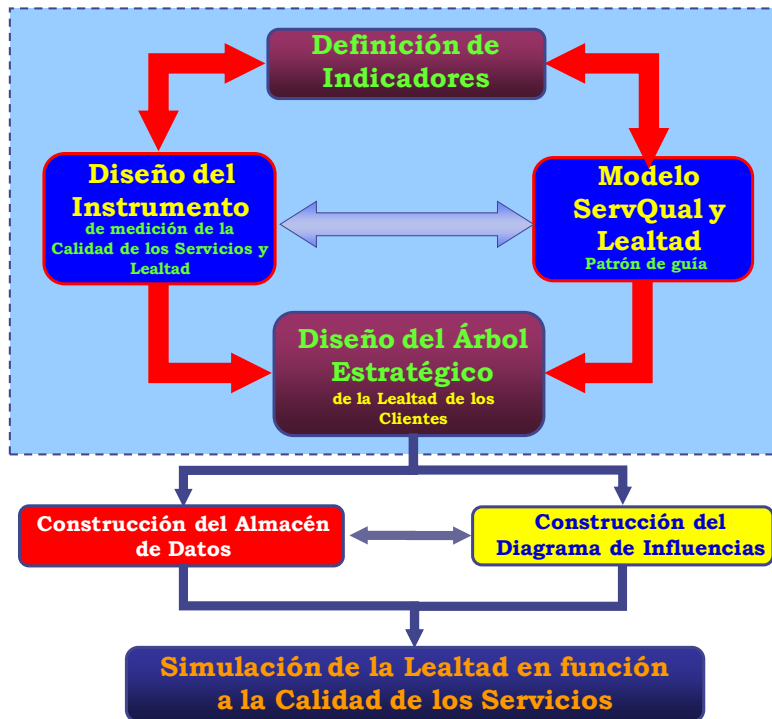 Definición de
Indicadores
Diseño del
Instrumento
de medición de la
Calidad de los Servicios y
Lealtad
Modelo
ServQual y
Lealtad
Patrón de guía
Diseño del Árbol
Estratégico
de la Lealtad de los
Clientes
Construcción del Almacén
de Datos
Construcción del
Diagrama de Influencias
Simulación de la Lealtad en función
a la Calidad de los Servicios